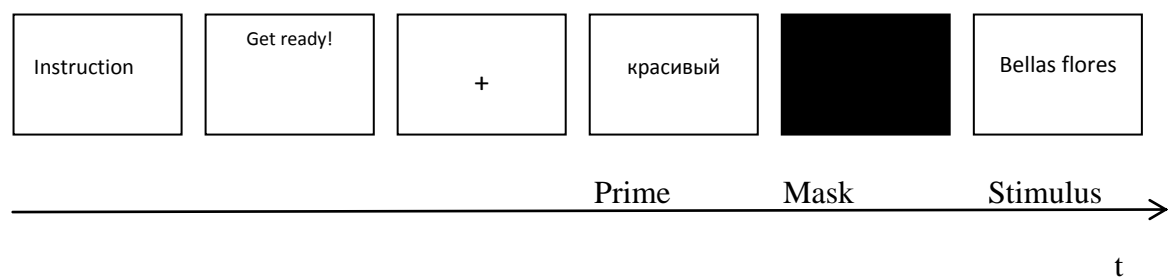 Instruction
Get ready!
+
красивый
Bellas flores
Prime
Mask
Stimulus
t